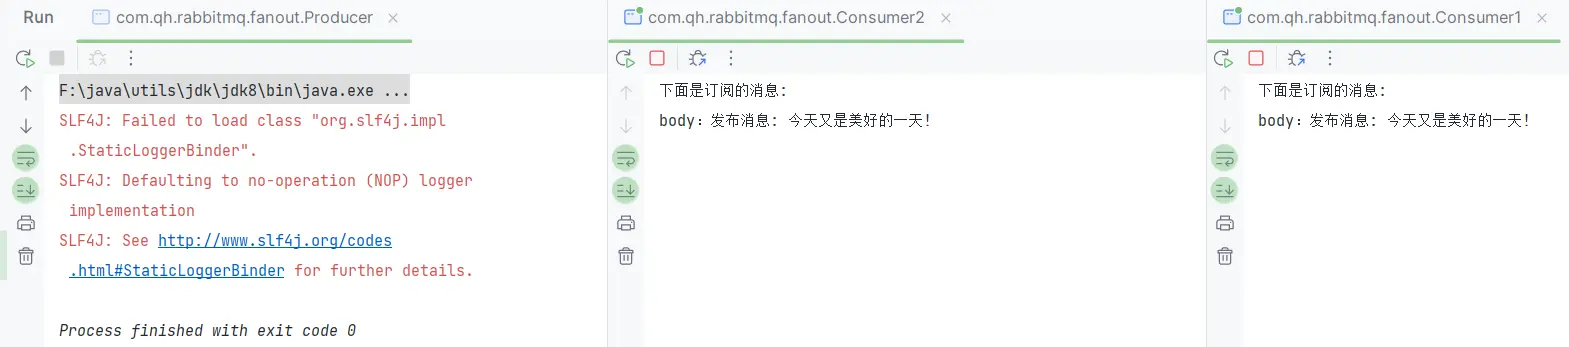 Run
com.qh.rabbitmq.fanout.Producer
F:\java\utils\jdk\jdk8\bin\java.exe ...
SLF4J: Failed to load class "org.slf4j.impl
.StaticLoggerBinder".
SLF4J: Defaulting to no-operation (NOP) logger
implementation
SLF4J: See http://www.slf4j.org/codes
.html#StaticLoggerBinder for further details.
Process finished with exit code 0
com.qh.rabbitmq.fanout.Consumer2
下面是订阅的消息:
body：发布消息: 今天又是美好的一天!
com.qh.rabbitmq.fanout.Consumer1
下面是订阅的消息:
body：发布消息: 今天又是美好的一天!